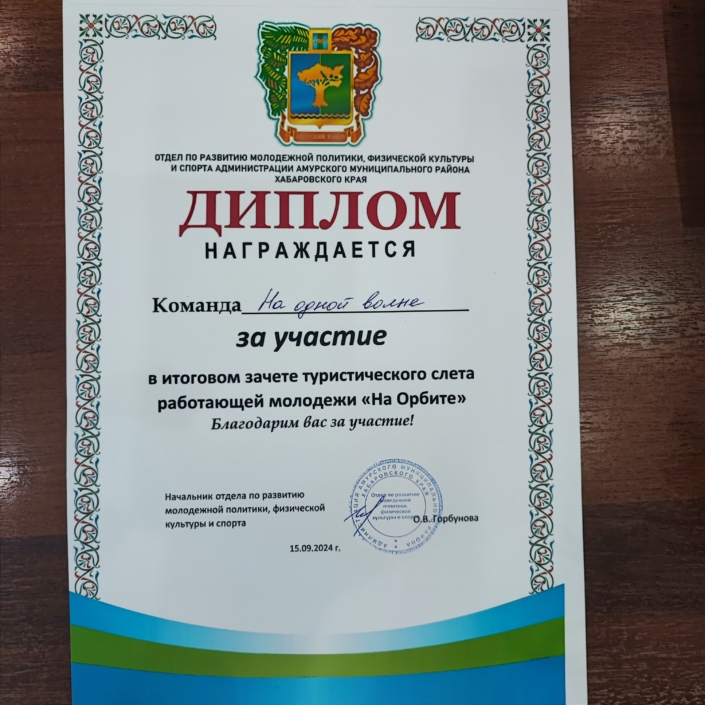 ОТДЕЛ ПО РАЗВИТИЮ МОЛОДЕЖНОЙ ПОЛИТИКИ, ФИЗИЧЕСКОЙ КУЛЬТУРЫ
И СПОРТА АДМИНИСТРАЦИИ АМУРСКОГО МУНИЦИПАЛЬНОГО РАЙОНА
ХАБАРОВСКОГО КРАЯ
ДИПЛОМ
НАГРАЖДАЕТСЯ
Команда На одной волне
за участие
в итоговом зачете туристического слета
работающей молодежи «На Орбите»
Благодарим вас за участие!
Начальник отдела по развитию
молодежной политики, физической
культуры и спорта
О.В. Горбунова
15.09.2024 г.